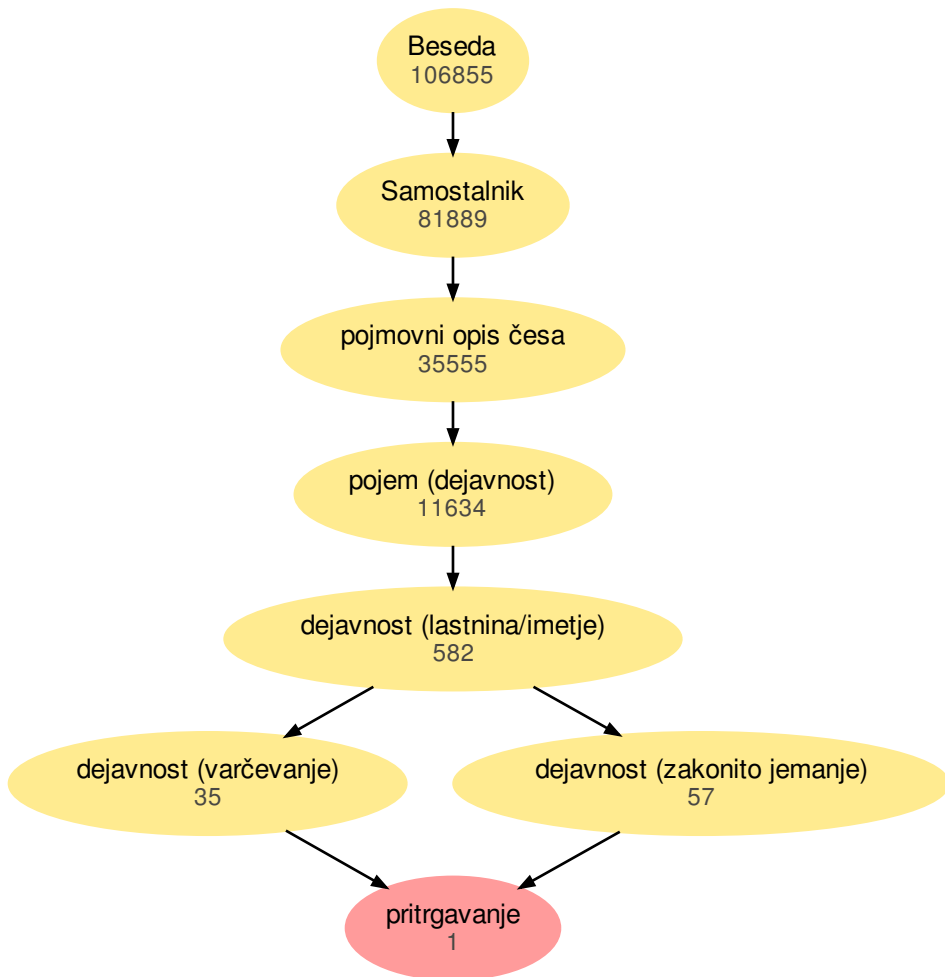 Beseda
106855
Samostalnik
81889
pojmovni opis česa
35555
pojem (dejavnost)
11634
dejavnost (lastnina/imetje)
582
dejavnost (varčevanje)
35
dejavnost (zakonito jemanje)
57
pritrgavanje
1